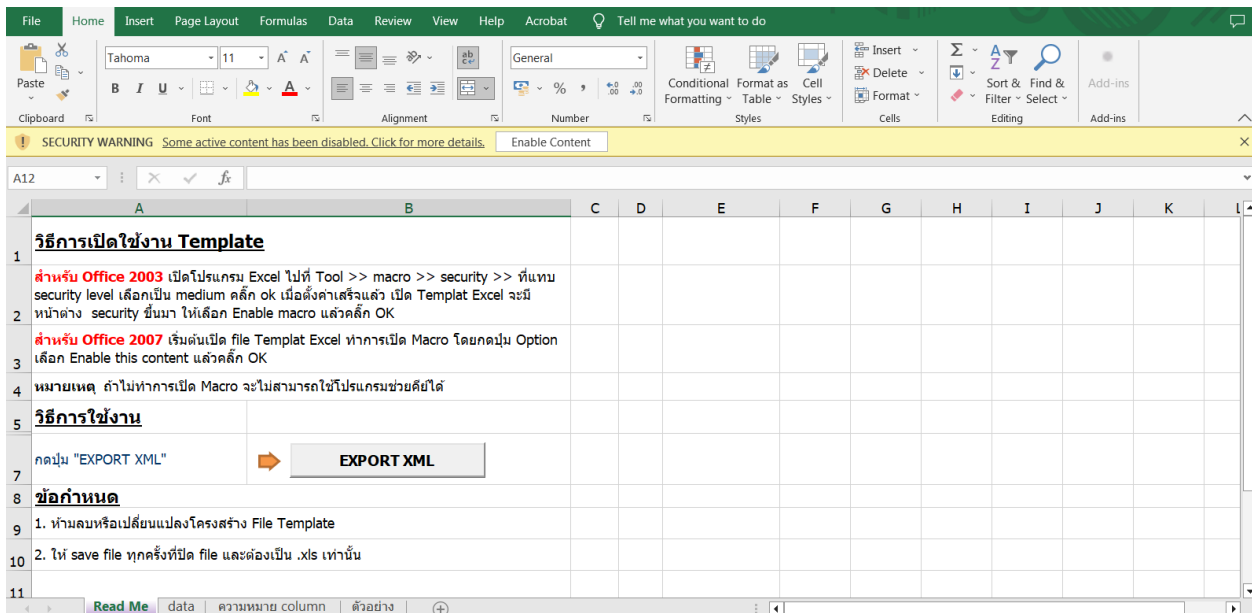 File Home Insert Page Layout Formulas Data Review View Help Acrobat Tell me what you want to do
Paste
Clipboard
Tahoma 11 A A
B I U A
Font
ab
Alignment
General
% , .00 .0
Number
Conditional Formatting
Format as Table
Cell Styles
Styles
Insert
Delete
Format
Cells
Sort & Filter
Find & Select
Editing
Add-ins
Add-ins
SECURITY WARNING Some active content has been disabled. Click for more details. Enable Content
A12 fx
A B C D E F G H I J K L
1 วิธีการเปิดใช้งาน Template
สำหรับ Office 2003 เปิดโปรแกรม Excel ไปที่ Tool >> macro >> security >> ที่แทบ
security level เลือกเป็น medium คลิ๊ก ok เมื่อตั้งค่าเสร็จแล้ว เปิด Templat Excel จะมี
2 หน้าต่าง security ขึ้นมา ให้เลือก Enable macro แล้วคลิ๊ก OK
สำหรับ Office 2007 เริ่มต้นเปิด file Templat Excel ทำการเปิด Macro โดยกดปุ่ม Option
3 เลือก Enable this content แล้วคลิ๊ก OK
4 หมายเหตุ ถ้าไม่ทำการเปิด Macro จะไม่สามารถใช้โปรแกรมช่วยคีย์ได้
5 วิธีการใช้งาน
7 กดปุ่ม "EXPORT XML" EXPORT XML
8 ข้อกำหนด
9 1. ห้ามลบหรือเปลี่ยนแปลงโครงสร้าง File Template
10 2. ให้ save file ทุกครั้งที่ปิด file และต้องเป็น .xls เท่านั้น
11
Read Me data ความหมาย column ตัวอย่าง